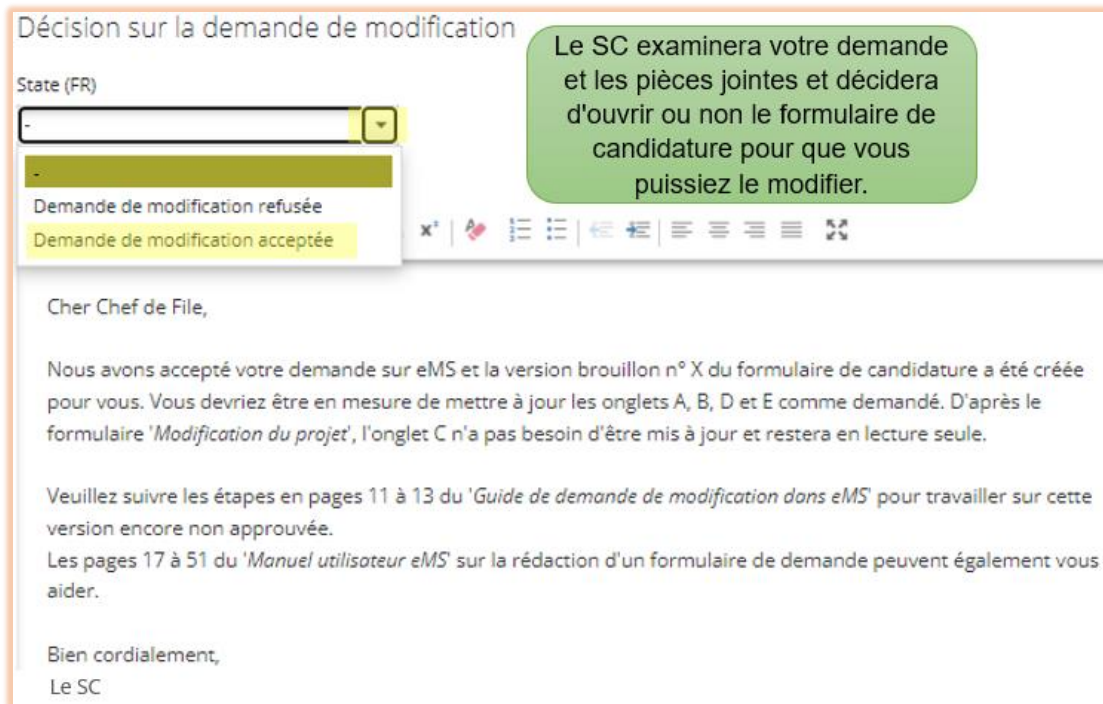 Décision sur la demande de modification
Le SC examinera votre demande
et les pièces jointes et décidera
d'ouvrir ou non le formulaire de
candidature pour que vous
puissiez le modifier.
State (FR)
-
-
Demande de modification refusée
Demande de modification acceptée
Cher Chef de File,
Nous avons accepté votre demande sur eMS et la version brouillon n° X du formulaire de candidature a été créée
pour vous. Vous devriez être en mesure de mettre à jour les onglets A, B, D et E comme demandé. D'après le
formulaire 'Modification du projet', l'onglet C n'a pas besoin d'être mis à jour et restera en lecture seule.
Veuillez suivre les étapes en pages 11 à 13 du 'Guide de demande de modification dans eMS' pour travailler sur cette
version encore non approuvée.
Les pages 17 à 51 du 'Manuel utilisateur eMS' sur la rédaction d'un formulaire de demande peuvent également vous
aider.
Bien cordialement,
Le SC